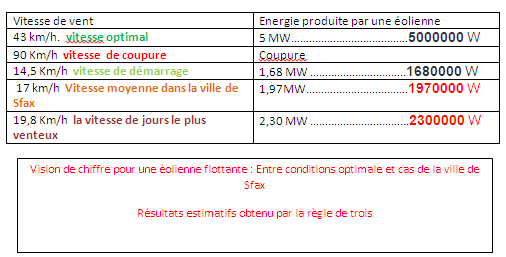 Vitesse de vent Energie produite par une éolienne
43 km/h. vitesse optimal 5 MW……………………………5000000 W
90 Km/h vitesse de coupure Coupure
14,5 Km/h vitesse de démarrage 1,68 MW……………………….1680000 W
17 km/h Vitesse moyenne dans la ville de 1,97MW……………………….1970000 W
Sfax
19,8 Km/h la vitesse de jours le plus 2,30 MW ……………………….2300000 W
venteux
Vision de chiffre pour une éolienne flottante : Entre conditions optimale et cas de la ville de
Sfax
Résultats estimatifs obtenu par la règle de trois